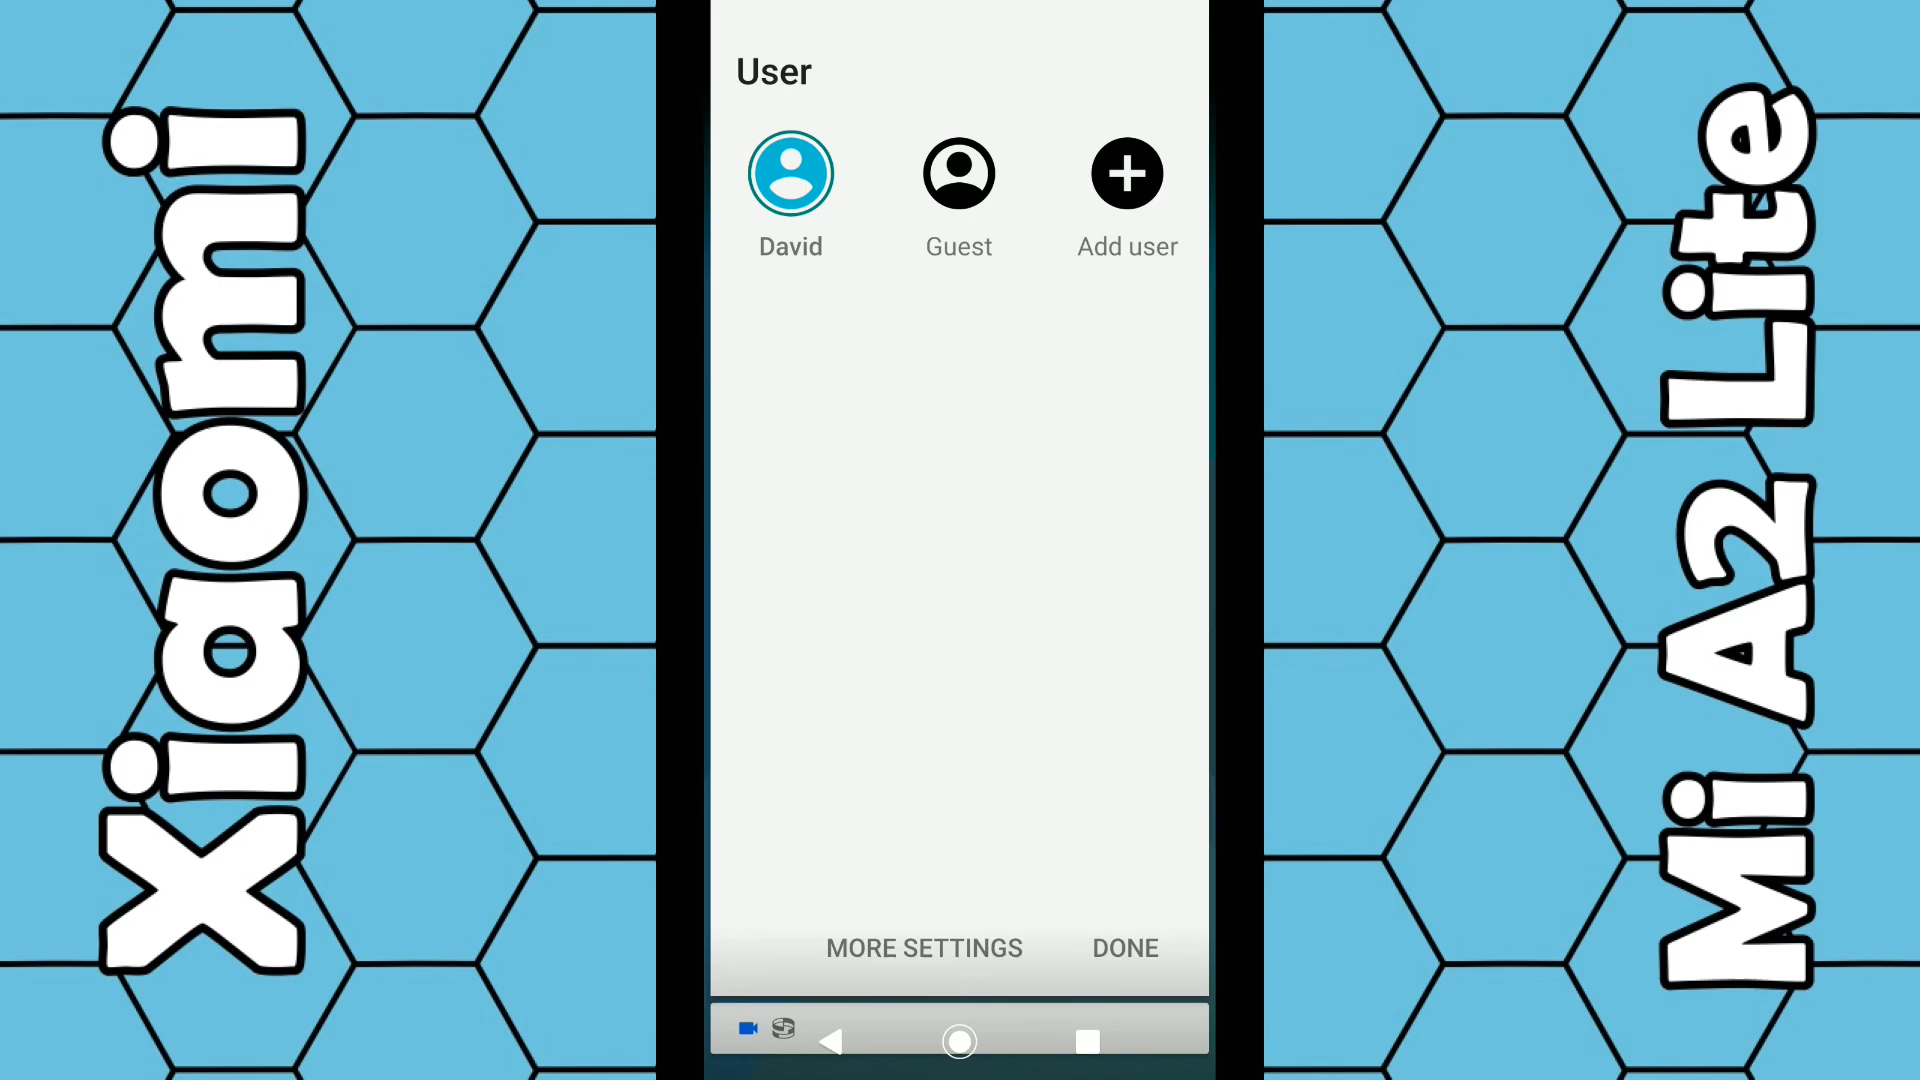 Xiaomi
User
David
Guest
Add user
MORE SETTINGS
DONE
Mi A2 Lite